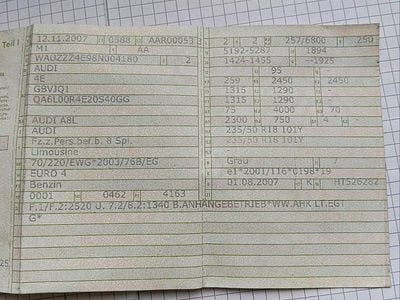 Teil I
12.11.2007 0588 AAR00053
M1 AA
WAUZZZ4E98N004180 2
AUDI
4E
GBVJQ1
QA6L00R4E20S40GG
AUDI A8L
AUDI
Fz.z.Pers.bef.b. 8 Spl.
Limousine
70/220/EWG*2003/76B/EG
EURO 4
Benzin
0001 0462 4163
2 2 257/6800 250
5192-5287 1894
1424-1455 --1925
- 95 -
259 2450 2450
1315 1290 -
1315 1290 -
75 4000 70
2300 750 4 -
235/50 R18 101Y
235/50 R18 101Y
-
-
Grau 7
e1*2001/116*0198*19
01.08.2007 K HT526282
F.1/F.2:2520 U. 7.2/8.2:1340 B.ANHÄNGEBETRIEB*WW.AHK LT.EGT
G*